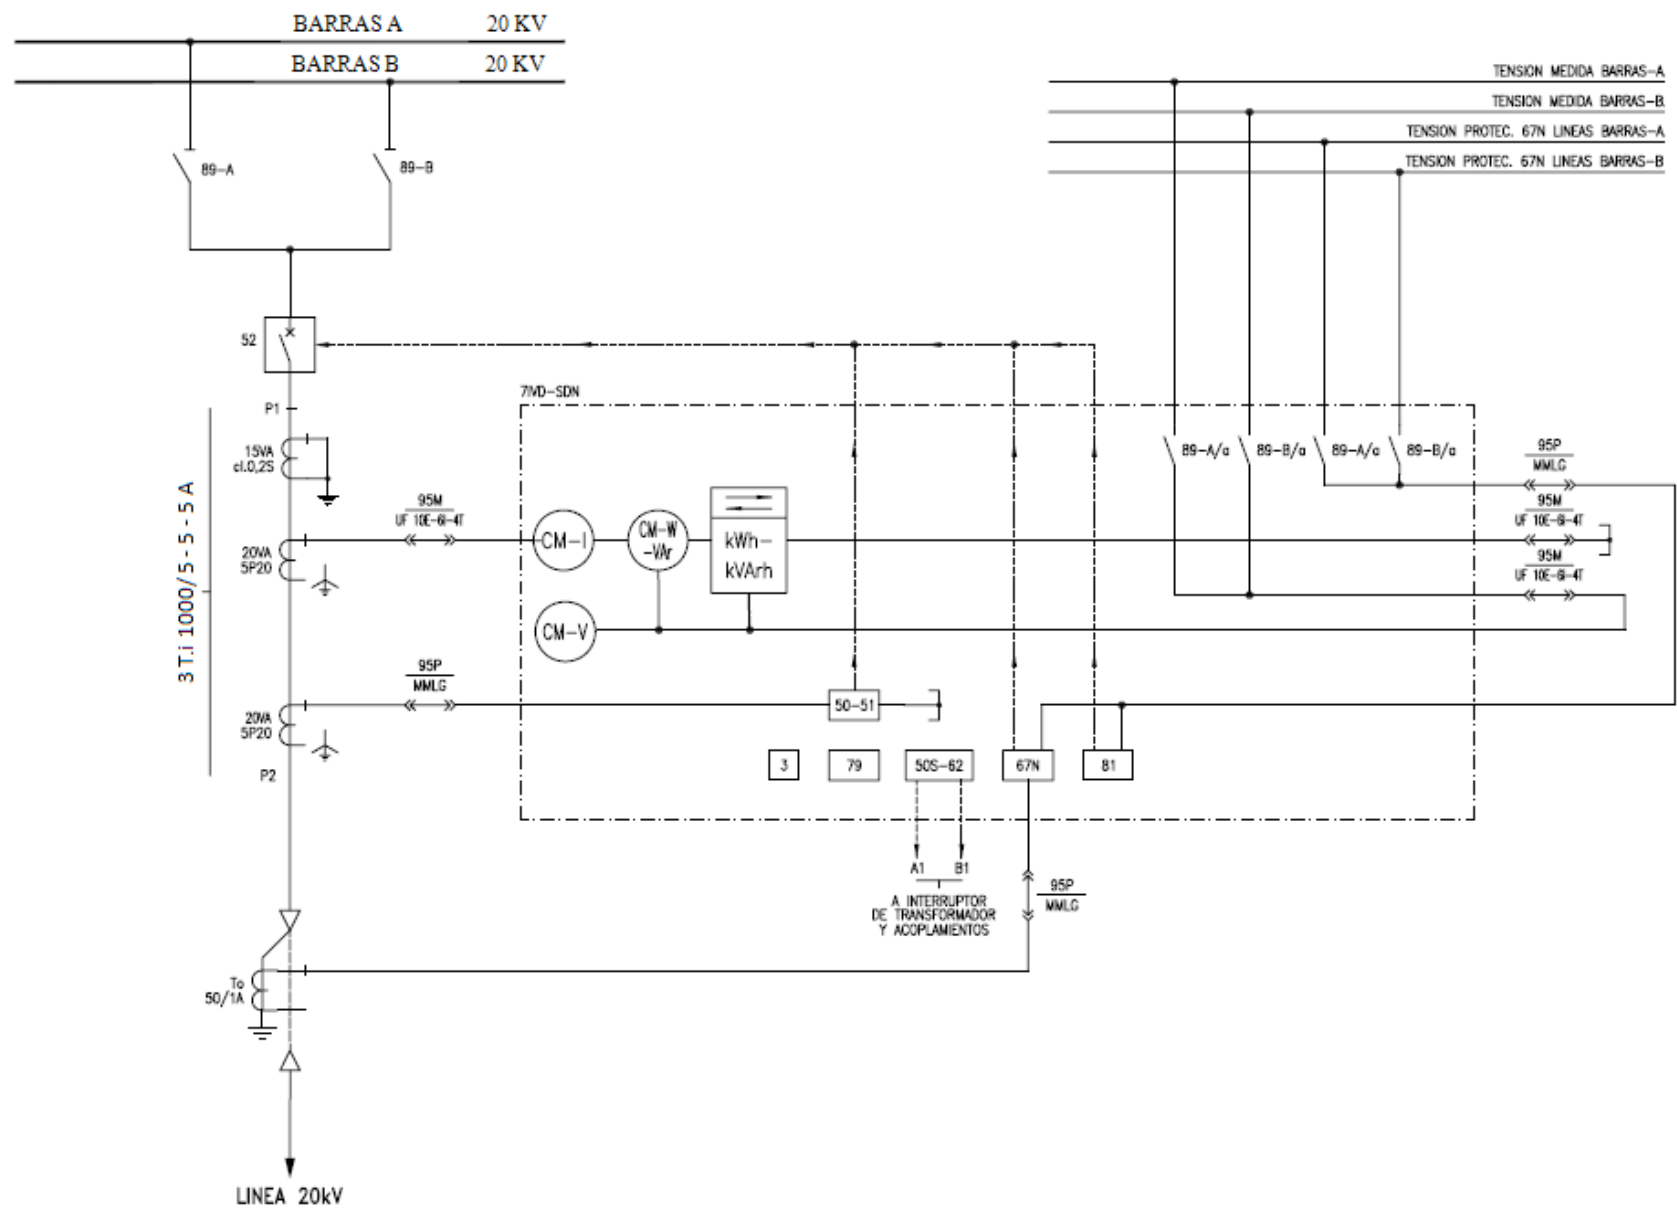 BARRAS A 20 KV
BARRAS B 20 KV
TENSION MEDIDA BARRAS-A
TENSION MEDIDA BARRAS-B
TENSION PROTEC. 67N LINEAS BARRAS-A
TENSION PROTEC. 67N LINEAS BARRAS-B
89-A
89-B
52
7IVD-SDN
P1
15VA
cl.0,2S
3 T.i 1000/5 - 5 - 5 A
89-A/a
89-B/a
89-A/a
89-B/a
95P
MMLG
95M
UF 10E-6I-4T
95M
UF 10E-6I-4T
95M
UF 10E-6I-4T
20VA
5P20
CM-I
CM-W
-VAr
kWh-
kVArh
CM-V
95P
MMLG
20VA
5P20
50-51
P2
3
79
50S-62
67N
81
A1
B1
A INTERRUPTOR
DE TRANSFORMADOR
Y ACOPLAMIENTOS
95P
MMLG
To
50/1A
LINEA 20kV